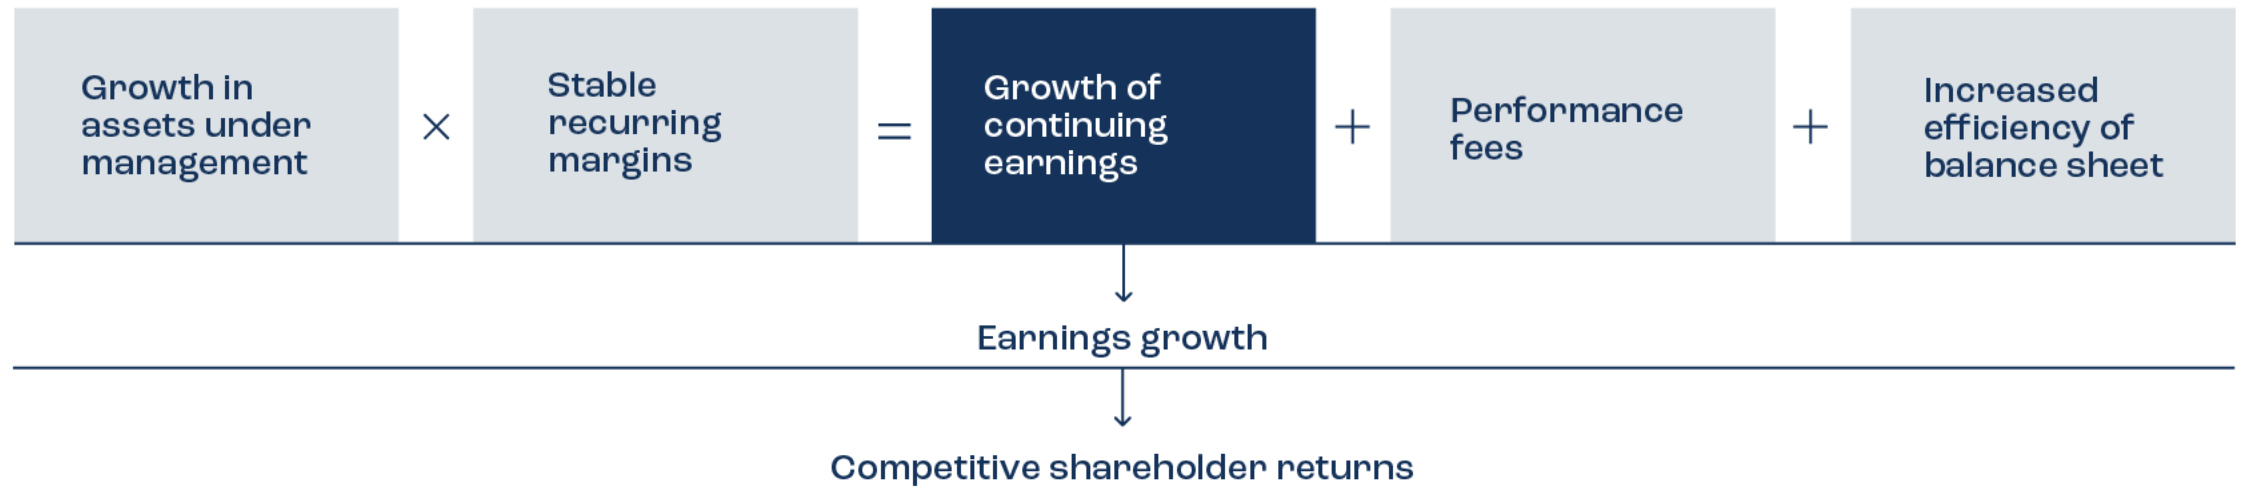 Growth in
assets under
management
×
Stable
recurring
margins
=
Growth of
continuing
earnings
+
Performance
fees
+
Increased
efficiency of
balance sheet
Earnings growth
Competitive shareholder returns